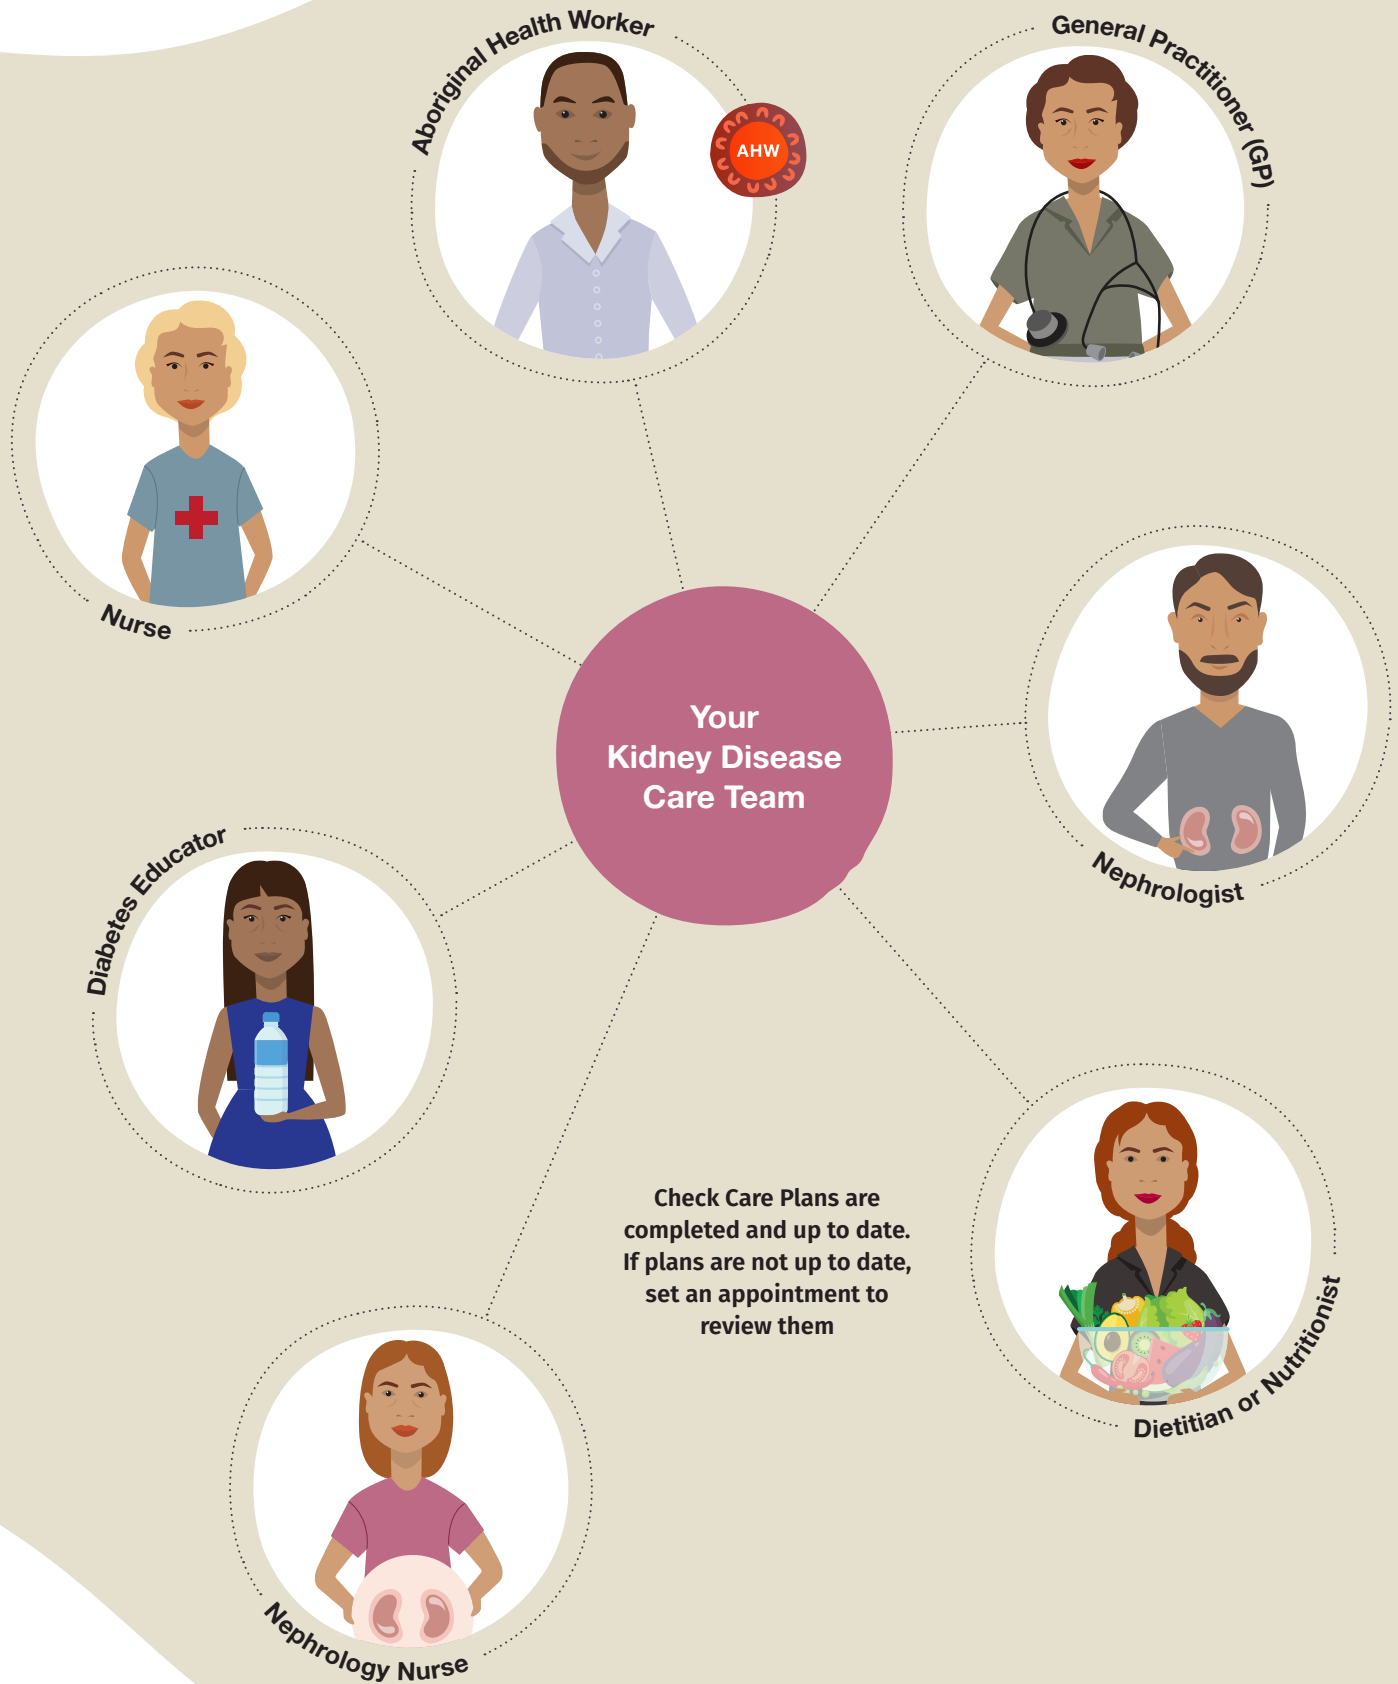 Aboriginal Health Worker
AHW
General Practitioner (GP)
Nurse
Your
Kidney Disease
Care Team
Nephrologist
Diabetes Educator
Check Care Plans are
completed and up to date.
If plans are not up to date,
set an appointment to
review them
Dietitian or Nutritionist
Nephrology Nurse